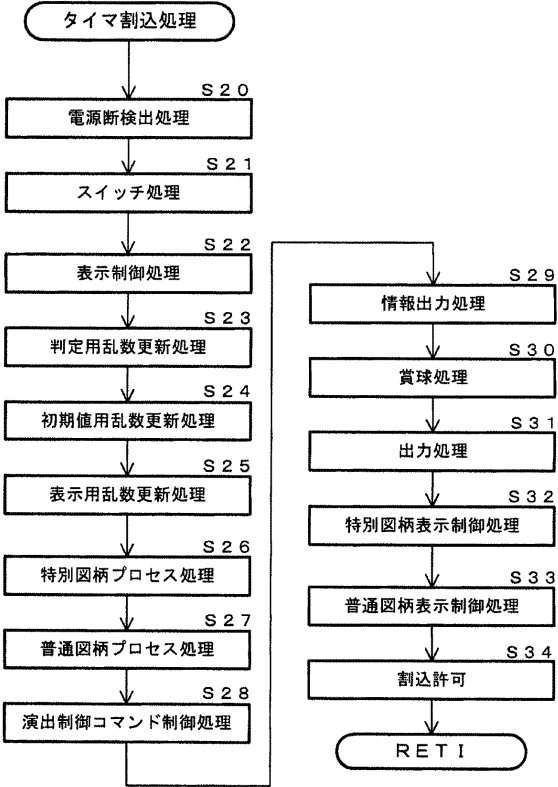 タイマ割込処理
S20
電源断検出処理
S21
スイッチ処理
S22
表示制御処理
S23
判定用乱数更新処理
S24
初期値用乱数更新処理
S25
表示用乱数更新処理
S26
特別図柄プロセス処理
S27
普通図柄プロセス処理
S28
演出制御コマンド制御処理
S29
情報出力処理
S30
賞球処理
S31
出力処理
S32
特別図柄表示制御処理
S33
普通図柄表示制御処理
S34
割込許可
RETI